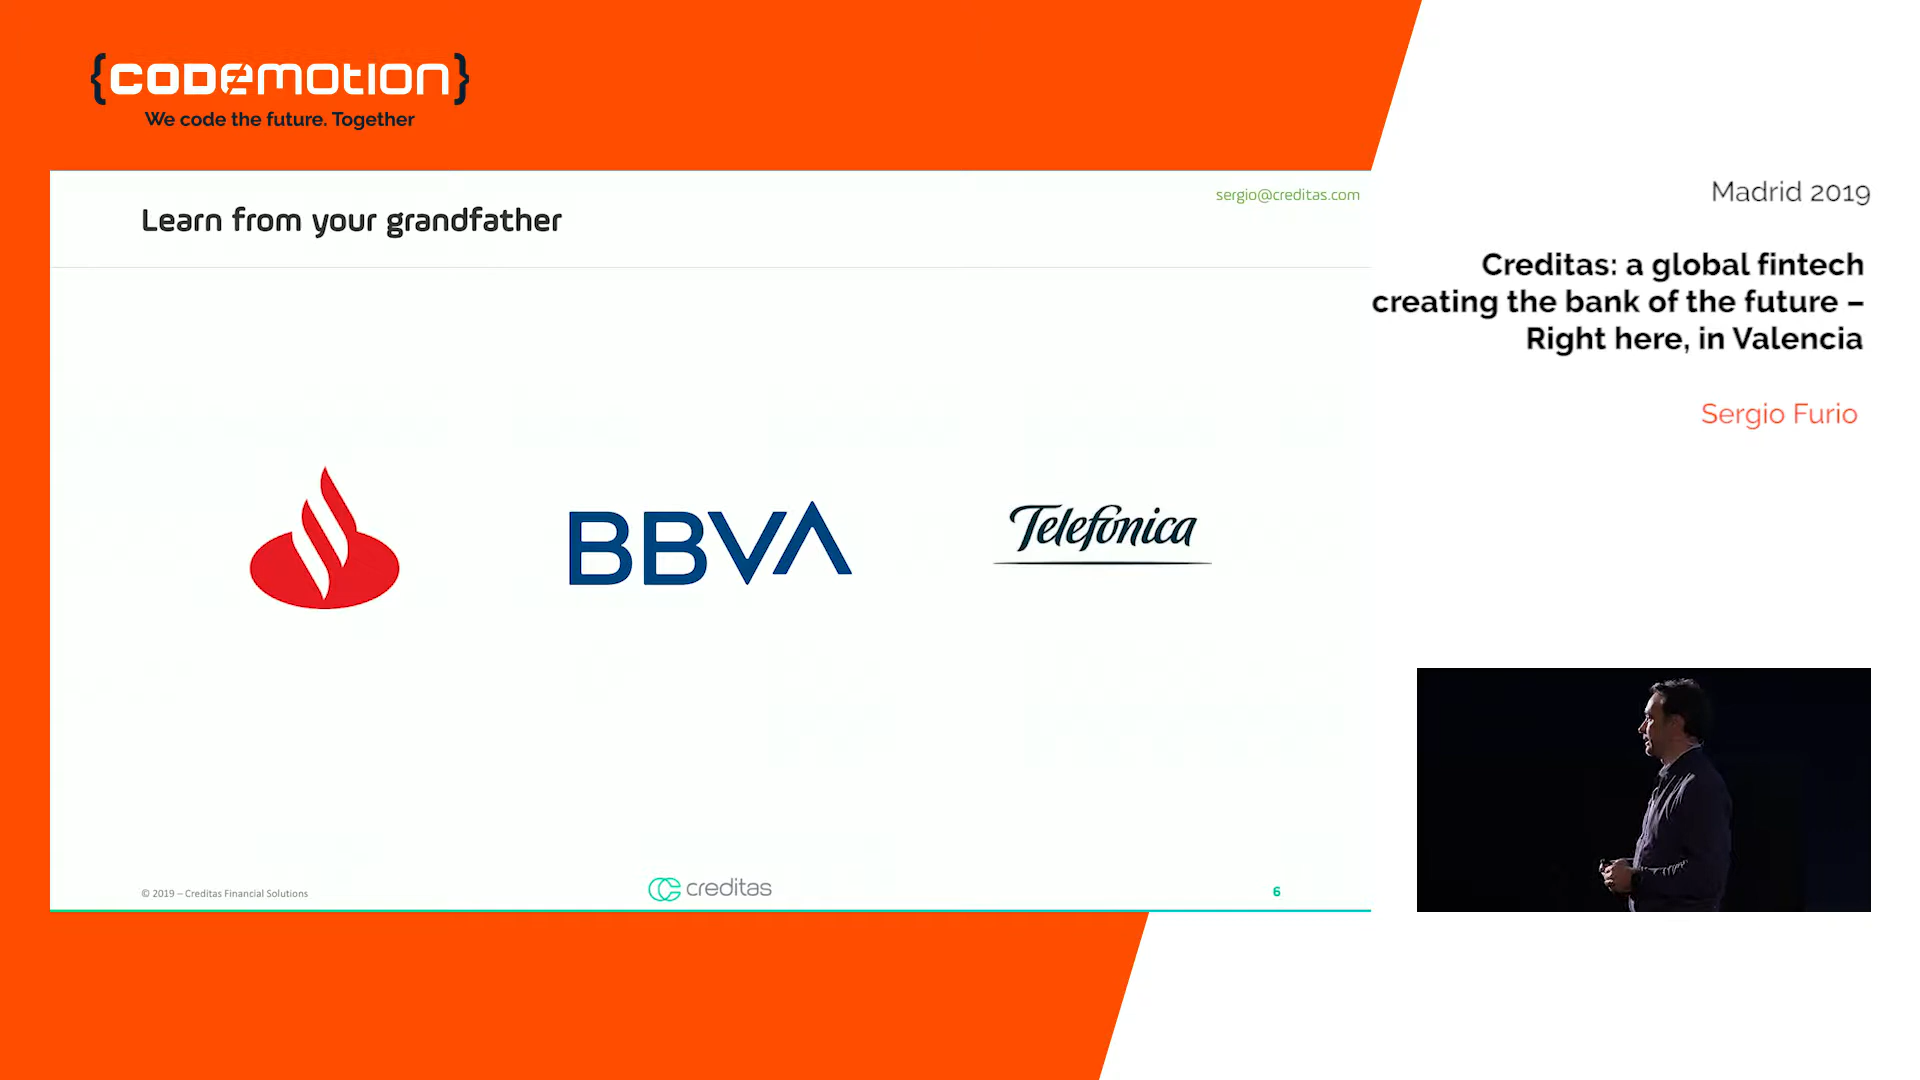 {CODEMOTION}
We code the future. Together
sergio@creditas.com
Learn from your grandfather
BBVA
Telefónica
© 2019 – Creditas Financial Solutions
creditas
6
Madrid 2019
Creditas: a global fintech
creating the bank of the future –
Right here, in Valencia
Sergio Furio